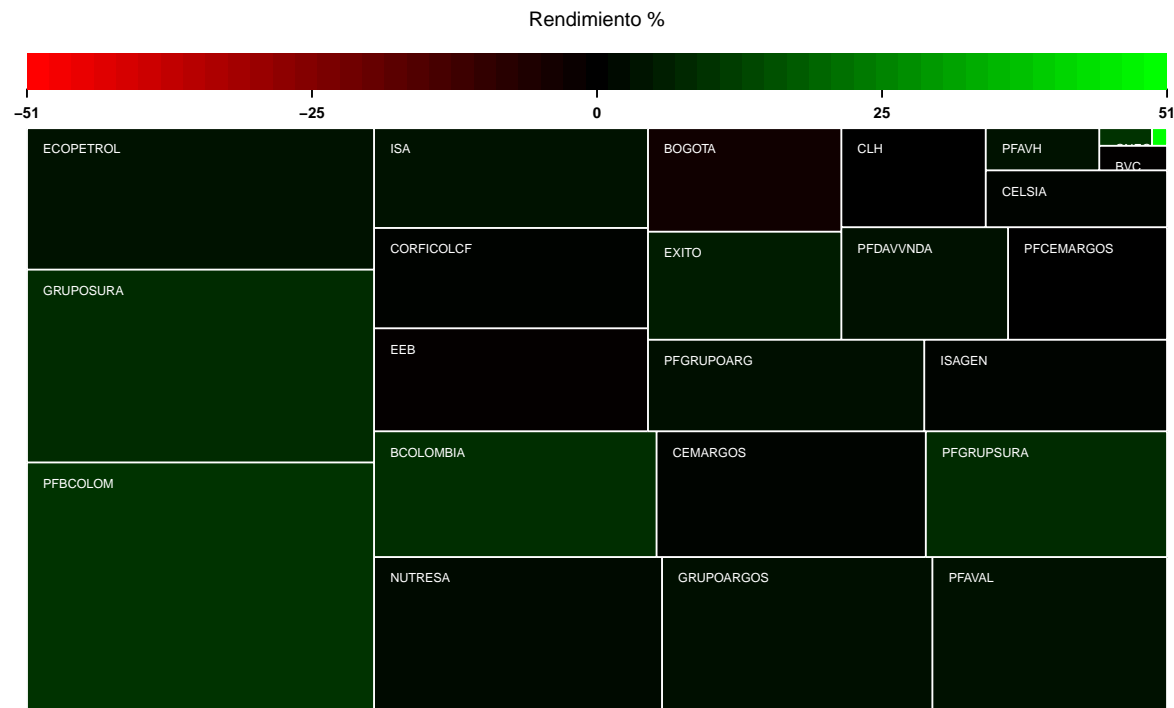 Rendimiento %
−51 −25 0 25 51
ECOPETROL
ISA
BOGOTA
CLH
PFAVH
BVC
CELSIA
CORFICOLCF
EXITO
PFDAVVNDA
PFCEMARGOS
GRUPOSURA
EEB
PFGRUPOARG
ISAGEN
BCOLOMBIA
CEMARGOS
PFGRUPSURA
PFBCOLOM
NUTRESA
GRUPOARGOS
PFAVAL